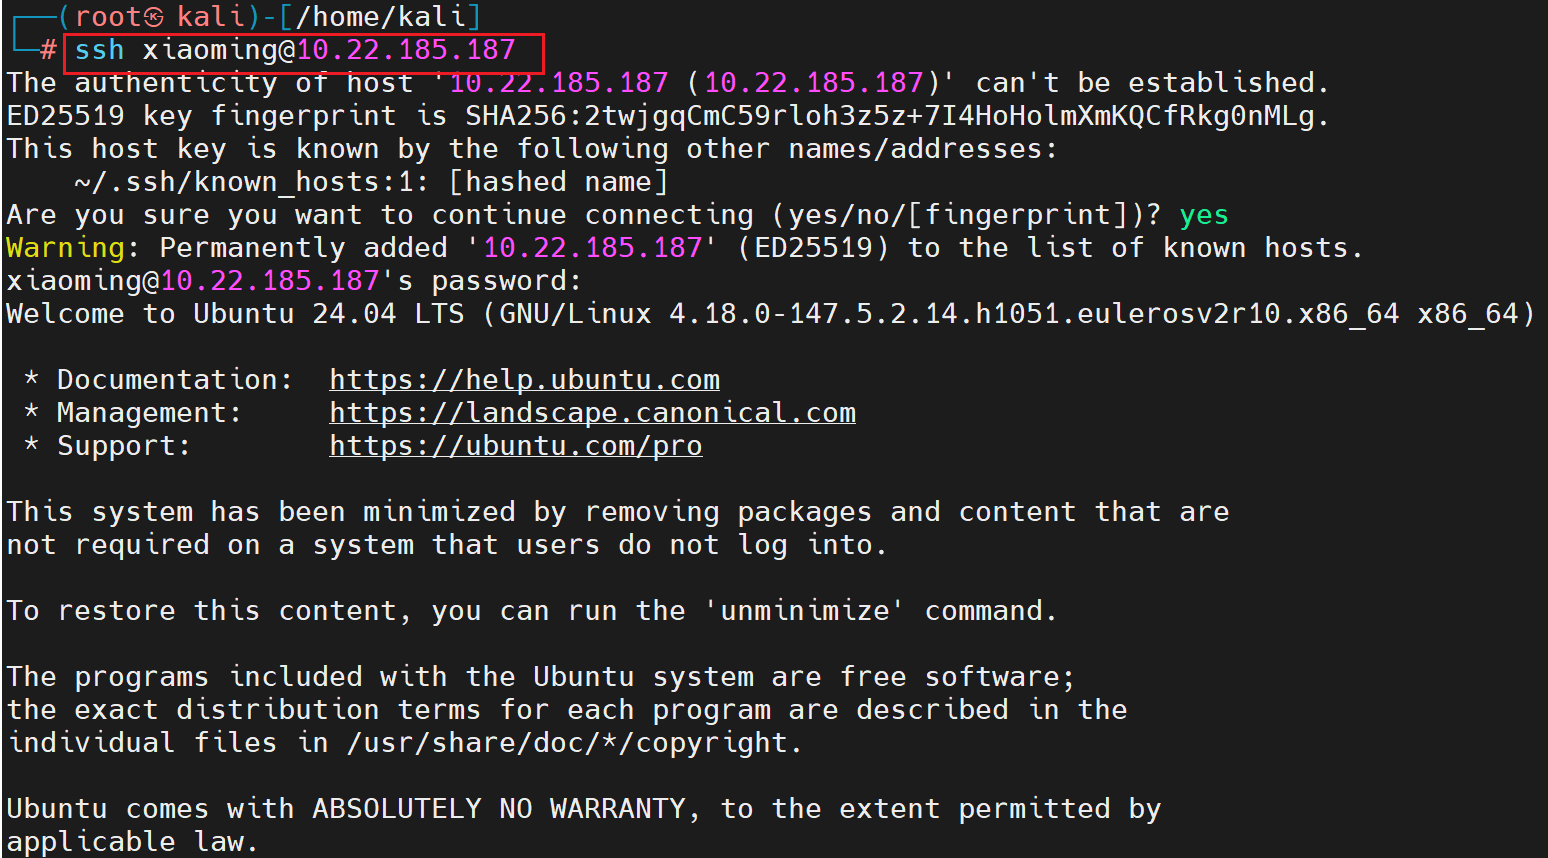 ┌──(root㉿kali)-[/home/kali]
└─# ssh xiaoming@10.22.185.187
The authenticity of host '10.22.185.187 (10.22.185.187)' can't be established.
ED25519 key fingerprint is SHA256:2twjgqCmC59rloh3z5z+7I4HoHolmXmKQCfRkg0nMLg.
This host key is known by the following other names/addresses:
    ~/.ssh/known_hosts:1: [hashed name]
Are you sure you want to continue connecting (yes/no/[fingerprint])? yes
Warning: Permanently added '10.22.185.187' (ED25519) to the list of known hosts.
xiaoming@10.22.185.187's password:
Welcome to Ubuntu 24.04 LTS (GNU/Linux 4.18.0-147.5.2.14.h1051.eulerosv2r10.x86_64 x86_64)

 * Documentation:  https://help.ubuntu.com
 * Management:     https://landscape.canonical.com
 * Support:        https://ubuntu.com/pro

This system has been minimized by removing packages and content that are
not required on a system that users do not log into.

To restore this content, you can run the 'unminimize' command.

The programs included with the Ubuntu system are free software;
the exact distribution terms for each program are described in the
individual files in /usr/share/doc/*/copyright.

Ubuntu comes with ABSOLUTELY NO WARRANTY, to the extent permitted by
applicable law.